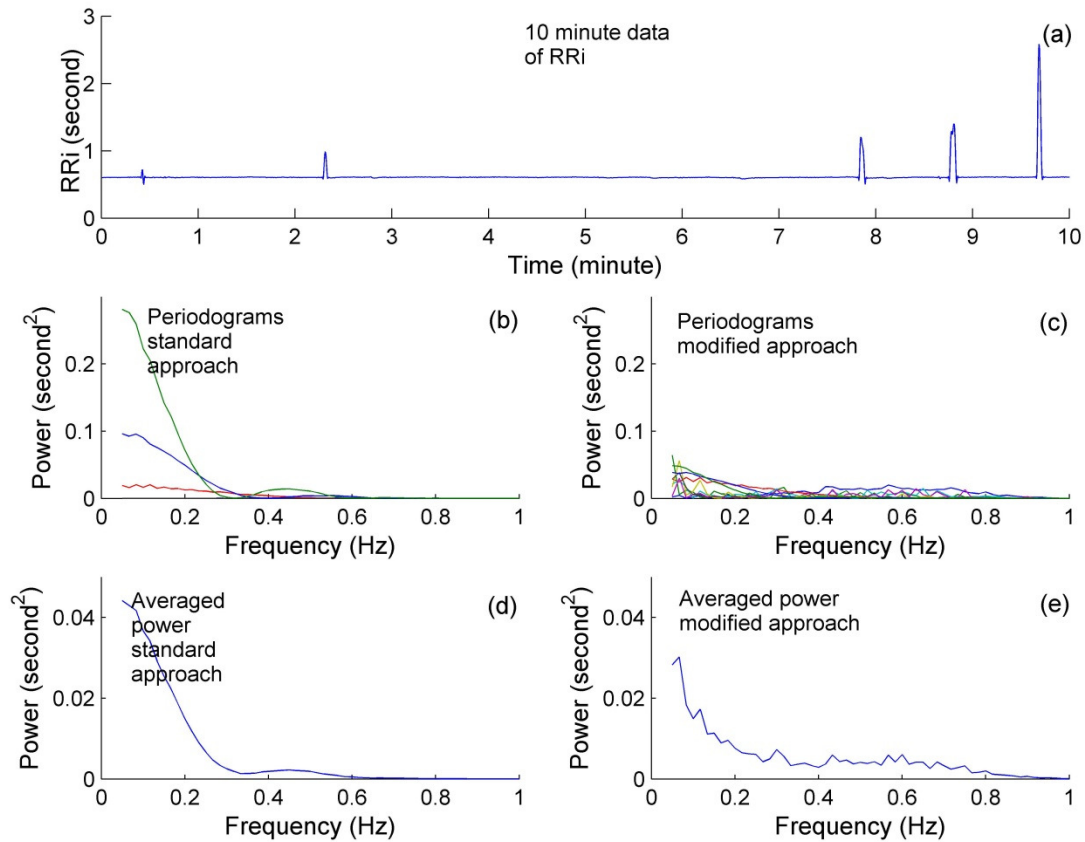 3
2
1
0
RRi (second)
10 minute data
of RRi
(a)
0 1 2 3 4 5 6 7 8 9 10
Time (minute)
0.2
0.1
0
Power (second²)
Periodograms
standard
approach
(b)
0 0.2 0.4 0.6 0.8 1
Frequency (Hz)
0.2
0.1
0
Power (second²)
Periodograms
modified approach
(c)
0 0.2 0.4 0.6 0.8 1
Frequency (Hz)
0.04
0.02
0
Power (second²)
Averaged
power
standard
approach
(d)
0 0.2 0.4 0.6 0.8 1
Frequency (Hz)
0.04
0.02
0
Power (second²)
Averaged power
modified approach
(e)
0 0.2 0.4 0.6 0.8 1
Frequency (Hz)